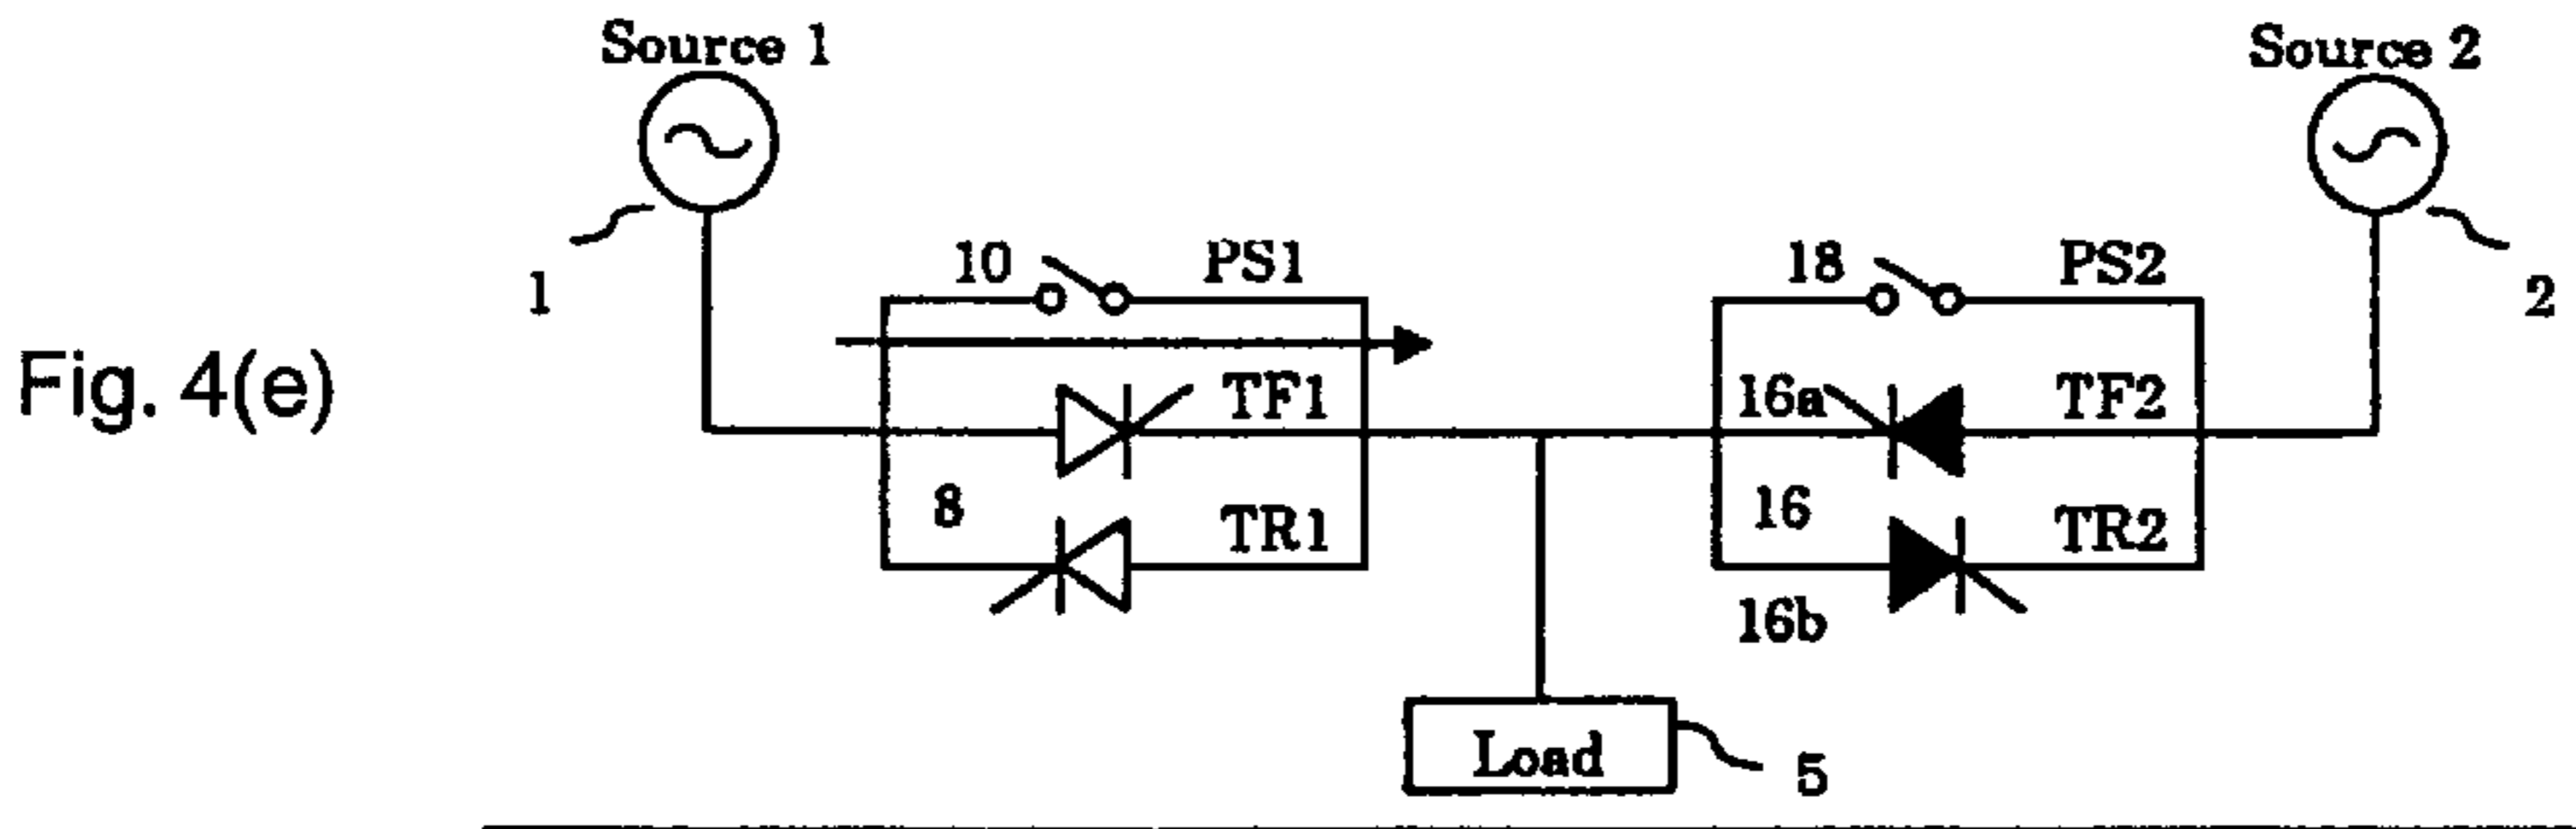 Fig. 4(e)
Source 1
Source 2
1
2
10
PS1
18
PS2
TF1
16a
TF2
8
TR1
16
TR2
16b
Load
5